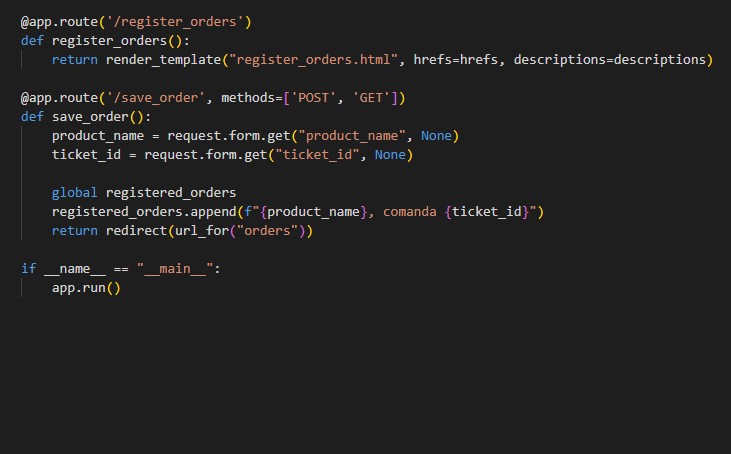 @app.route('/register_orders')
def register_orders():
    return render_template("register_orders.html", hrefs=hrefs, descriptions=descriptions)
@app.route('/save_order', methods=['POST', 'GET'])
def save_order():
    product_name = request.form.get("product_name", None)
    ticket_id = request.form.get("ticket_id", None)
    global registered_orders
    registered_orders.append(f"{product_name}, comanda {ticket_id}")
    return redirect(url_for("orders"))
if __name__ == "__main__":
    app.run()